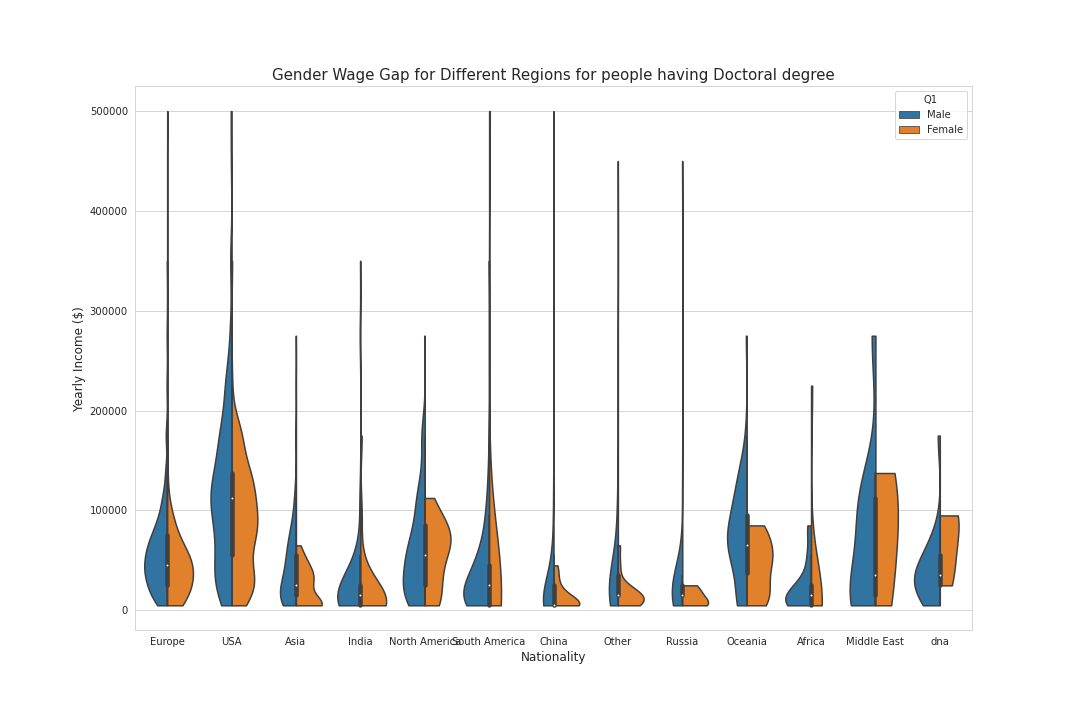 Gender Wage Gap for Different Regions for people having Doctoral degree
Q1
Male
Female
Yearly Income ($)
500000
400000
300000
200000
100000
0
Europe USA Asia India North America South America China Other Russia Oceania Africa Middle East dna
Nationality